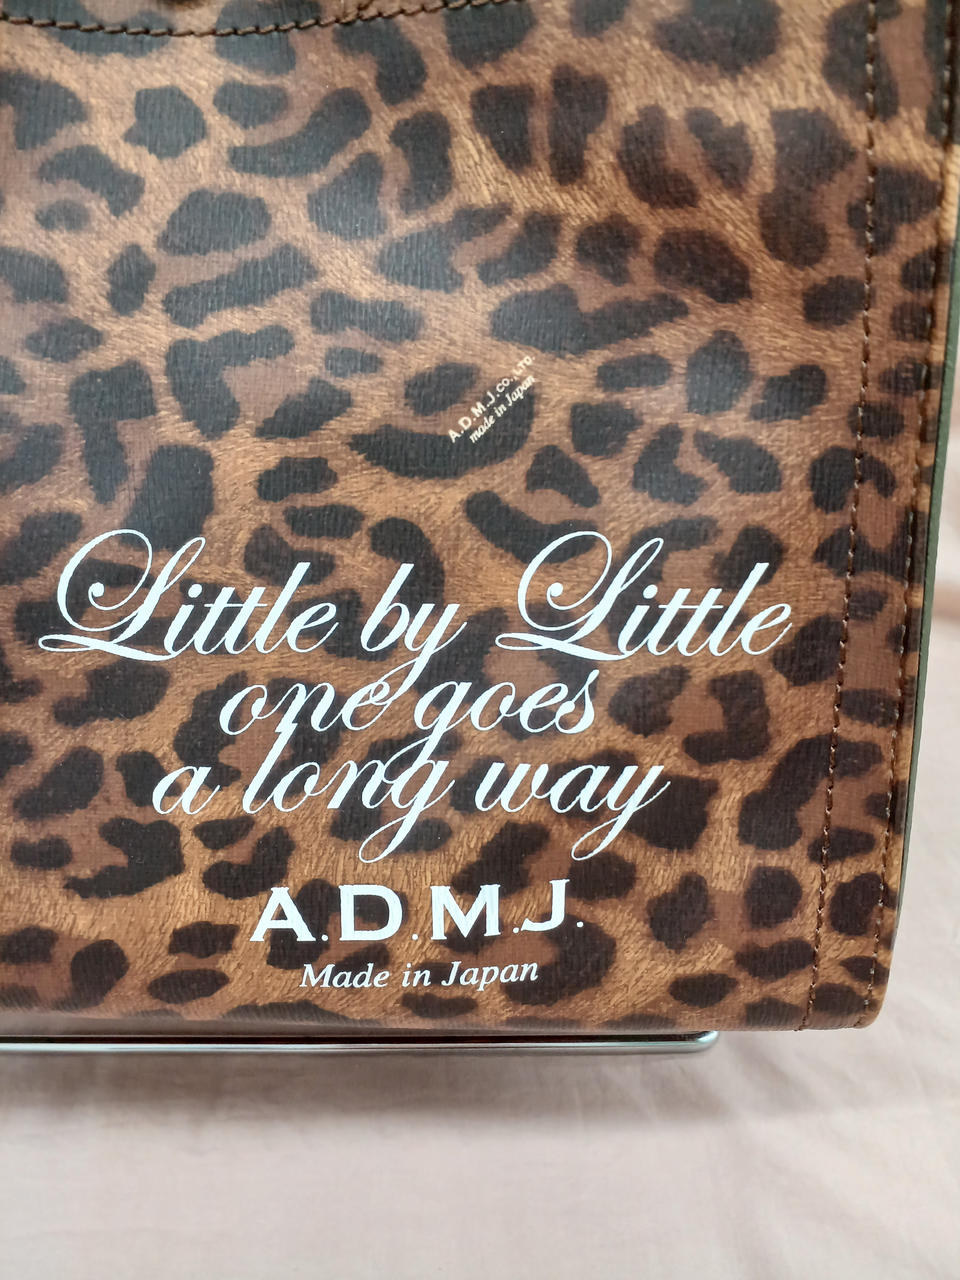 A.D.M.J.CO.,LTD.
made in Japan
Little by Little
one goes
a long way
A.D.M.J.
Made in Japan